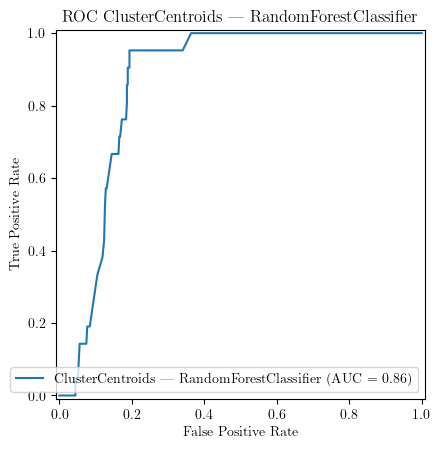 ROC ClusterCentroids — RandomForestClassifier
1.0
0.8
0.6
0.4
0.2
0.0
True Positive Rate
ClusterCentroids — RandomForestClassifier (AUC = 0.86)
0.0 0.2 0.4 0.6 0.8 1.0
False Positive Rate